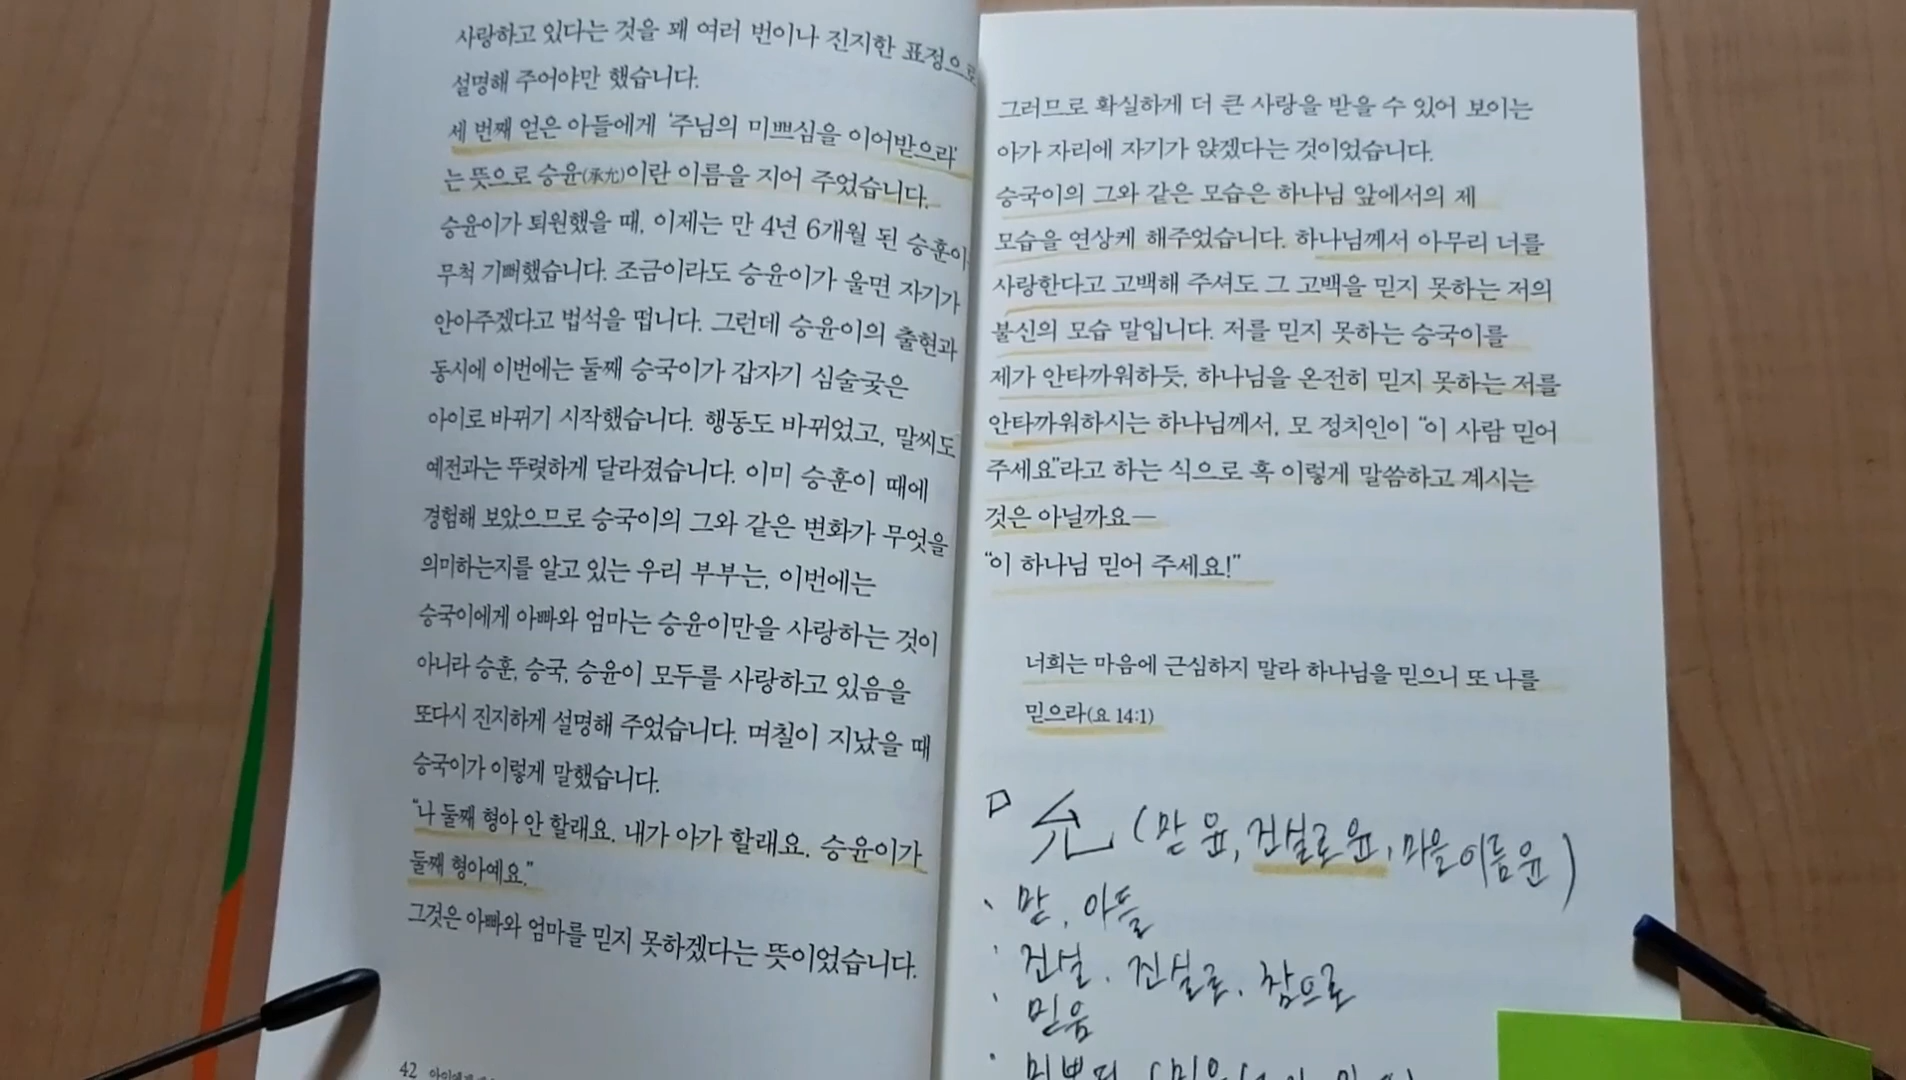 사랑하고 있다는 것을 꽤 여러 번이나 진지한 표정으로
설명해 주어야만 했습니다.
세 번째 얻은 아들에게 '주님의 미쁘심을 이어받으라'
는 뜻으로 승윤(承允)이란 이름을 지어 주었습니다.
승윤이가 퇴원했을 때, 이제는 만 4년 6개월 된 승훈이
무척 기뻐했습니다. 조금이라도 승윤이가 울면 자기가
안아주겠다고 법석을 떱니다. 그런데 승윤이의 출현과
동시에 이번에는 둘째 승국이가 갑자기 심술궂은
아이로 바뀌기 시작했습니다. 행동도 바뀌었고, 말씨도
예전과는 뚜렷하게 달라졌습니다. 이미 승훈이 때에
경험해 보았으므로 승국이의 그와 같은 변화가 무엇을
의미하는지를 알고 있는 우리 부부는, 이번에는
승국이에게 아빠와 엄마는 승윤이만을 사랑하는 것이
아니라 승훈, 승국, 승윤이 모두를 사랑하고 있음을
또다시 진지하게 설명해 주었습니다. 며칠이 지났을 때
승국이가 이렇게 말했습니다.
"나 둘째 형아 안 할래요. 내가 아가 할래요. 승윤이가
둘째 형아예요."
그것은 아빠와 엄마를 믿지 못하겠다는 뜻이었습니다.
42
그러므로 확실하게 더 큰 사랑을 받을 수 있어 보이는
아가 자리에 자기가 앉겠다는 것이었습니다.
승국이의 그와 같은 모습은 하나님 앞에서의 제
모습을 연상케 해주었습니다. 하나님께서 아무리 너를
사랑한다고 고백해 주셔도 그 고백을 믿지 못하는 저의
불신의 모습 말입니다. 저를 믿지 못하는 승국이를
제가 안타까워하듯, 하나님을 온전히 믿지 못하는 저를
안타까워하시는 하나님께서, 모 정치인이 "이 사람 믿어
주세요"라고 하는 식으로 혹 이렇게 말씀하고 계시는
것은 아닐까요—
"이 하나님 믿어 주세요!"
너희는 마음에 근심하지 말라 하나님을 믿으니 또 나를
믿으라(요 14:1)
允 (맏 윤, 진실로 윤, 마을이름 윤)
맏, 아들
진실, 진실로, 참으로
믿음